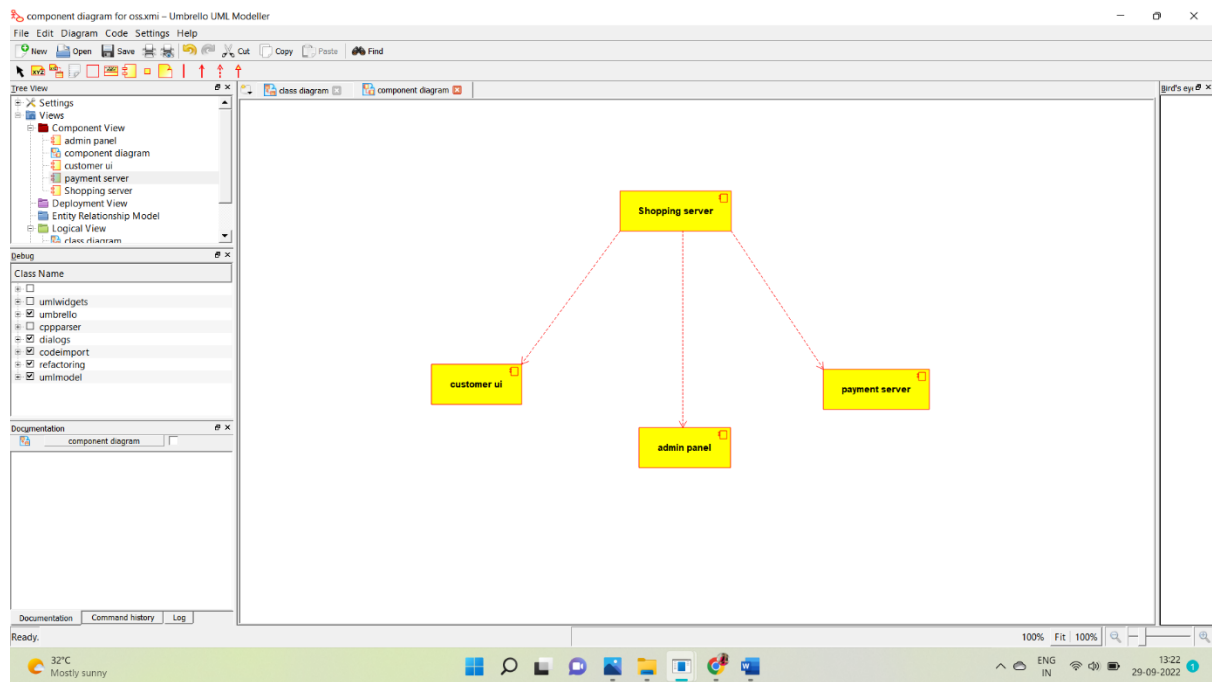 component diagram for oss.xmi – Umbrello UML Modeller
File Edit Diagram Code Settings Help
New Open Save Cut Copy Paste Find
xyz
ABC
Tree View
class diagram component diagram
Bird's eye
Settings
Views
Component View
admin panel
component diagram
customer ui
payment server
Shopping server
Deployment View
Entity Relationship Model
Logical View
class diagram
Debug
Class Name
umlwidgets
umbrello
cppparser
dialogs
codeimport
refactoring
umlmodel
Documentation
component diagram
Shopping server
customer ui
payment server
admin panel
Documentation Command history Log
Ready.
100% Fit 100%
32°C
Mostly sunny
ENG
IN
13:22
29-09-2022
1